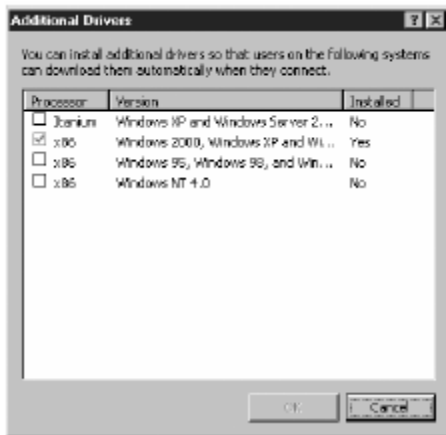 Additional Drivers
You can install additional drivers so that users on the following systems
can download them automatically when they connect.
Processor Version Installed
Itanium Windows XP and Windows Server 2... No
x86 Windows 2000, Windows XP and Wi... Yes
x86 Windows 95, Windows 98, and Win... No
x86 Windows NT 4.0 No
OK Cancel